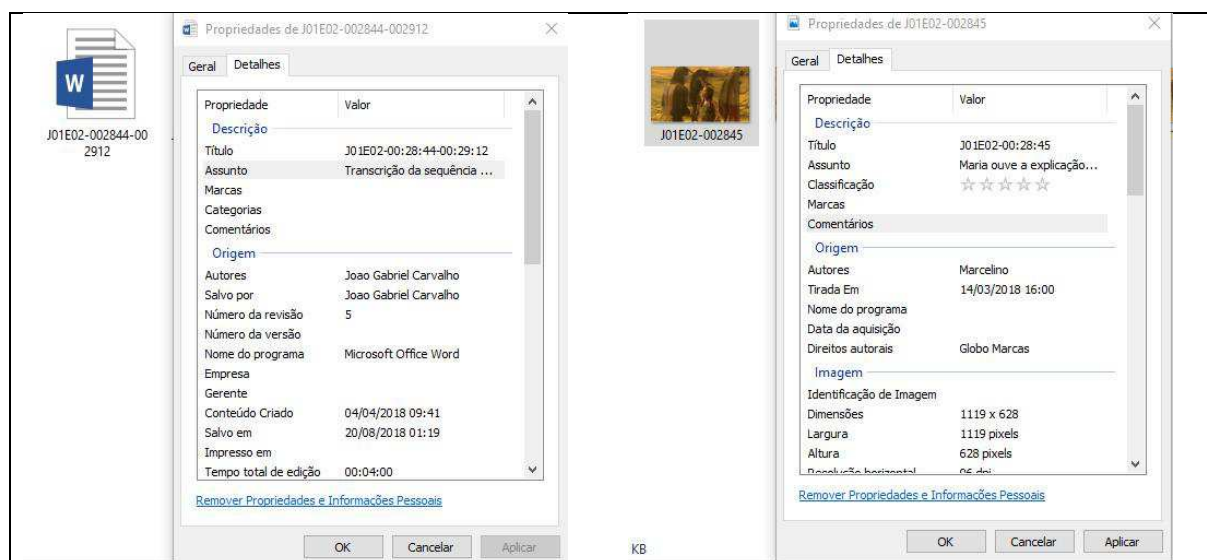 W
J01E02-002844-00
2912
Propriedades de J01E02-002844-002912
Geral Detalhes
Propriedade Valor
Descrição
Título J01E02-00:28:44-00:29:12
Assunto Transcrição da sequência ...
Marcas
Categorias
Comentários
Origem
Autores Joao Gabriel Carvalho
Salvo por Joao Gabriel Carvalho
Número da revisão 5
Número da versão
Nome do programa Microsoft Office Word
Empresa
Gerente
Conteúdo Criado 04/04/2018 09:41
Salvo em 20/08/2018 01:19
Impresso em
Tempo total de edição 00:04:00
Remover Propriedades e Informações Pessoais
OK Cancelar Aplicar
J01E02-002845
KB
Propriedades de J01E02-002845
Geral Detalhes
Propriedade Valor
Descrição
Título J01E02-00:28:45
Assunto Maria ouve a explicação...
Classificação
Marcas
Comentários
Origem
Autores Marcelino
Tirada Em 14/03/2018 16:00
Nome do programa
Data da aquisição
Direitos autorais Globo Marcas
Imagem
Identificação de Imagem
Dimensões 1119 x 628
Largura 1119 pixels
Altura 628 pixels
Resolução horizontal 96 dpi
Remover Propriedades e Informações Pessoais
OK Cancelar Aplicar